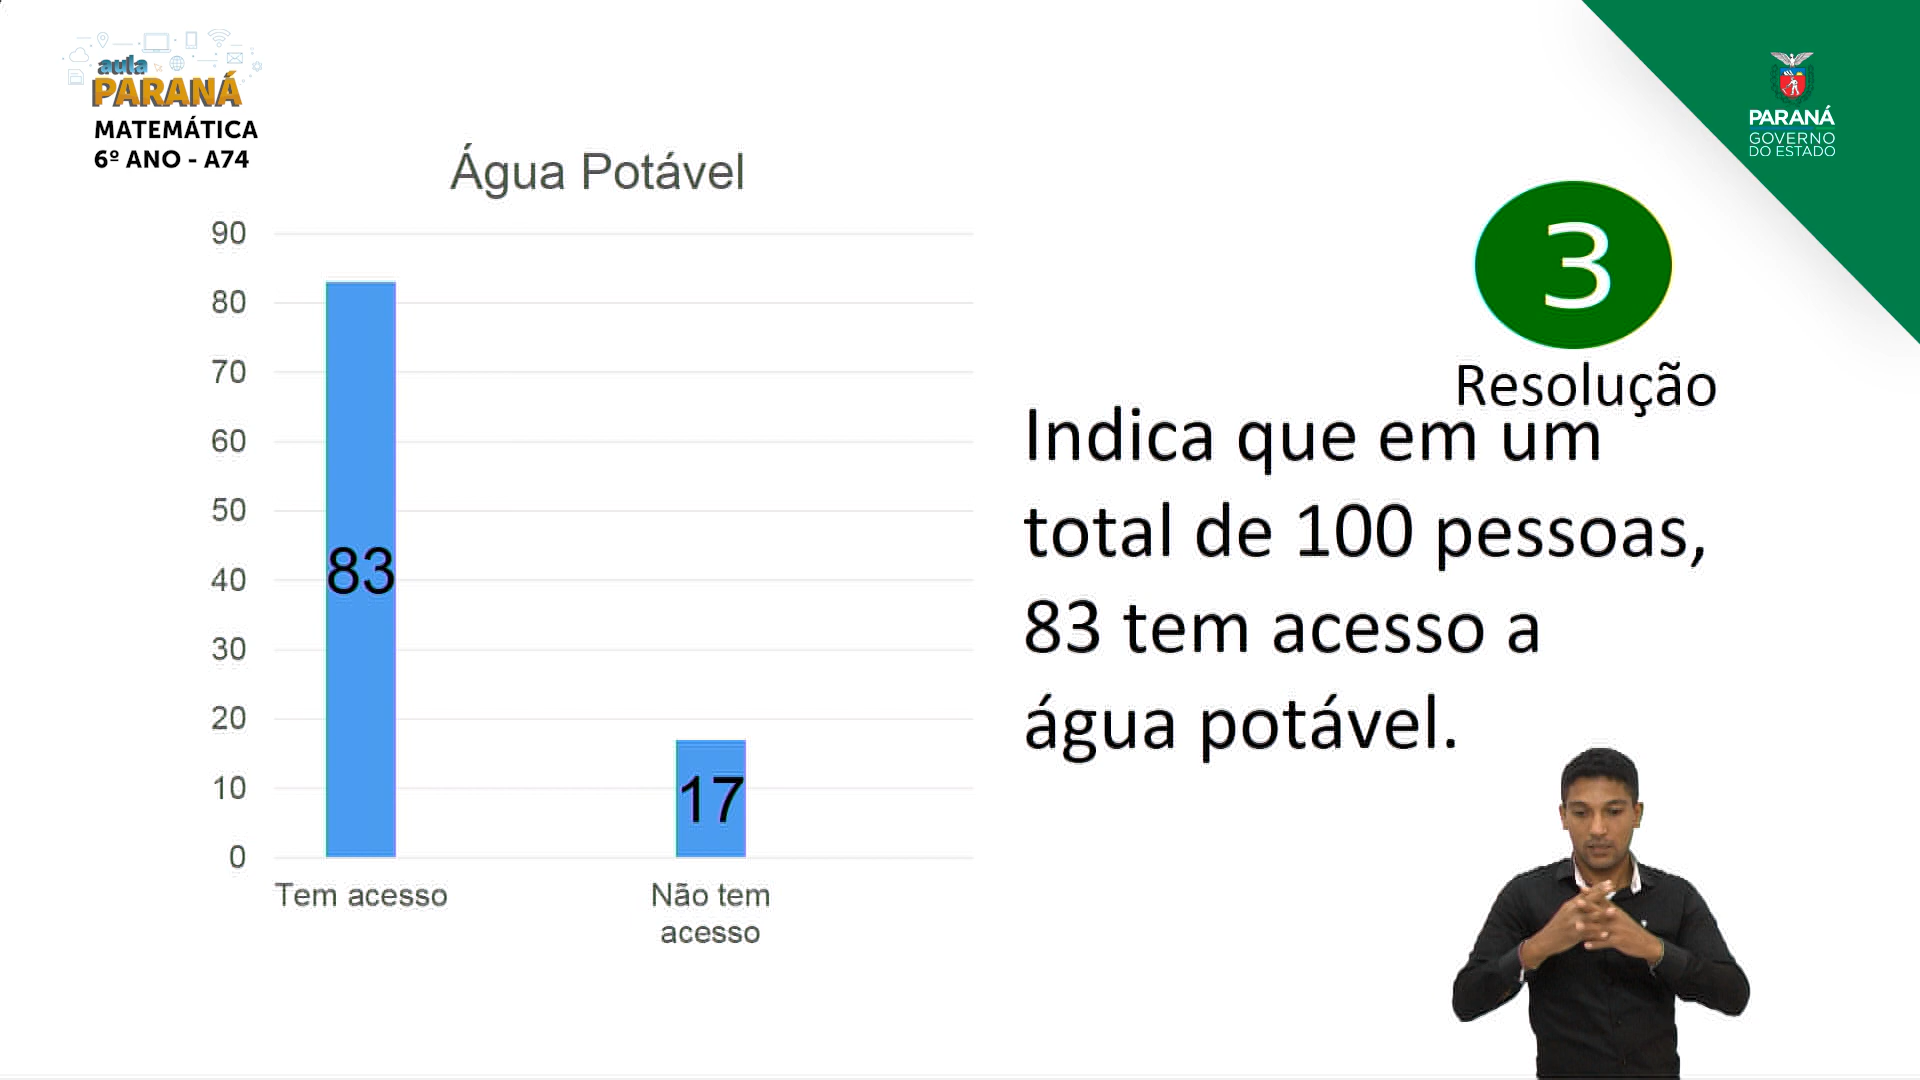 aula
PARANÁ
MATEMÁTICA
6º ANO - A74
PARANÁ
GOVERNO
DO ESTADO
Água Potável
90
80
70
60
50
40
30
20
10
0
83
17
Tem acesso
Não tem
acesso
3
Resolução
Indica que em um
total de 100 pessoas,
83 tem acesso a
água potável.